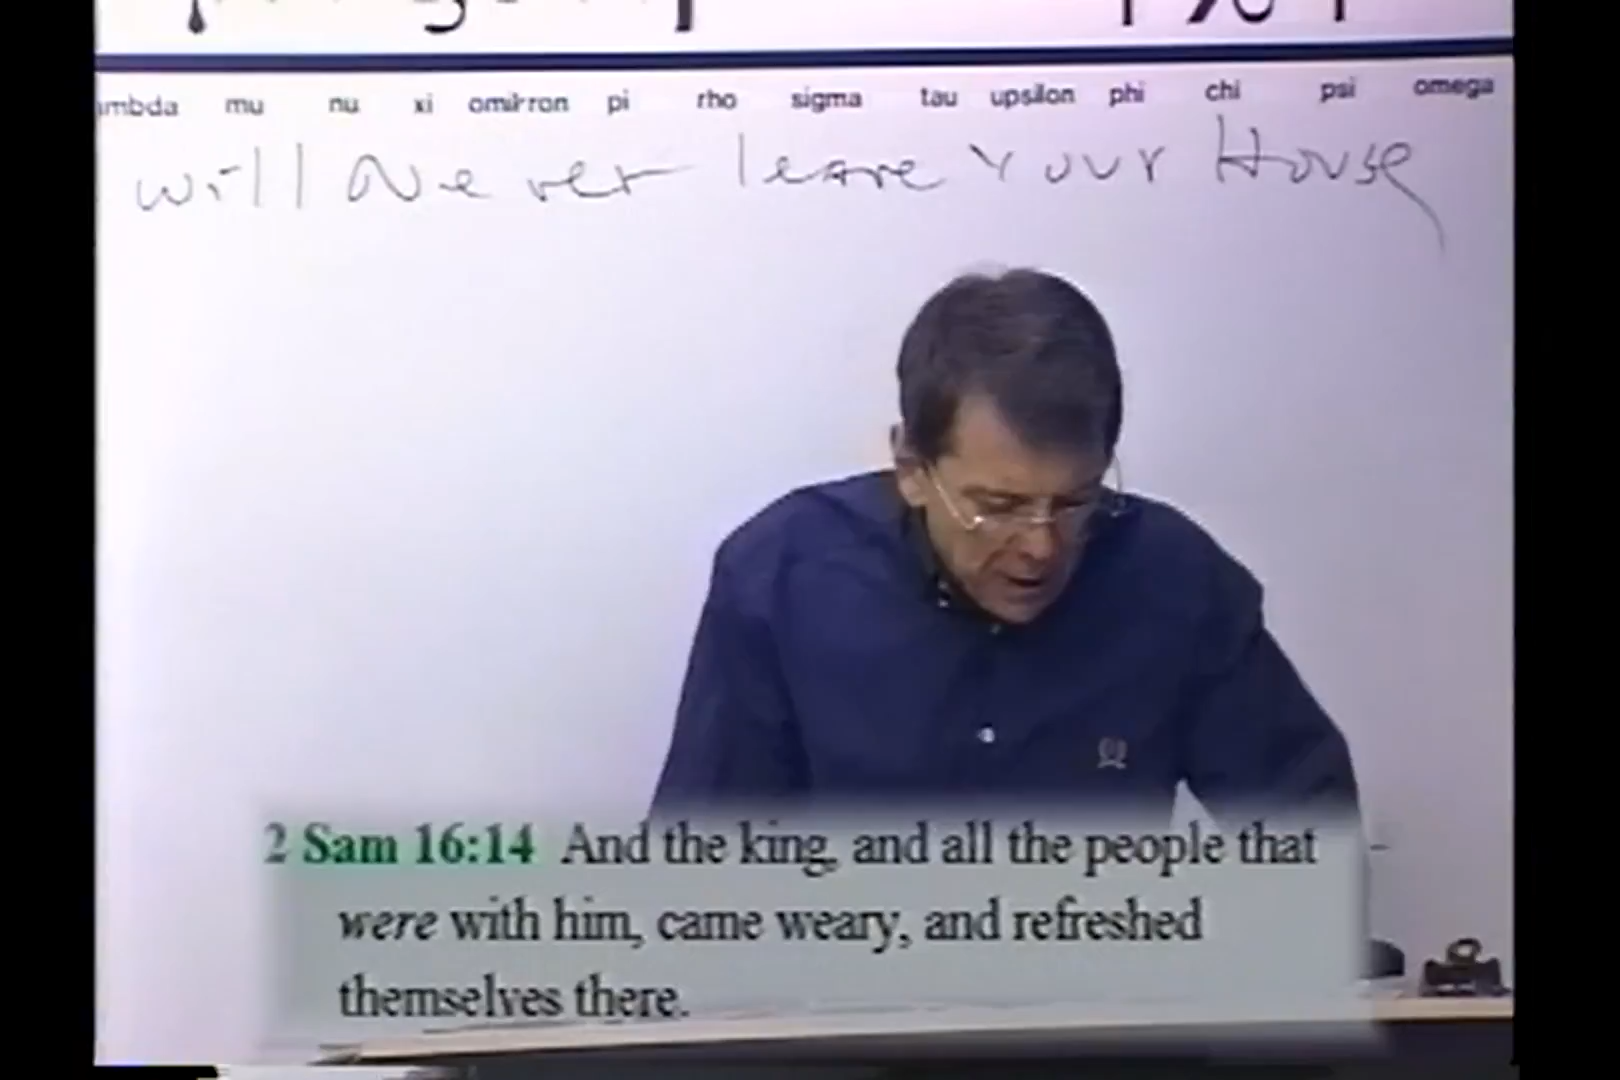 mbda mu nu xi omikron pi rho sigma tau upsilon phi chi psi omega
will Never leave Your House
2 Sam 16:14 And the king, and all the people that
were with him, came weary, and refreshed
themselves there.